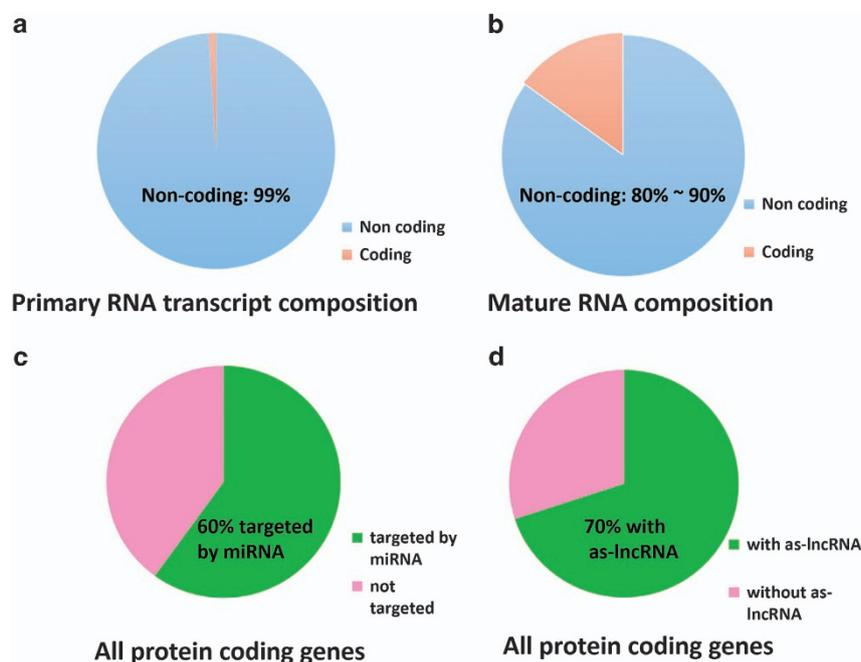 a
Non-coding: 99%
Non coding
Coding
Primary RNA transcript composition
b
Non-coding: 80% ~ 90%
Non coding
Coding
Mature RNA composition
c
60% targeted
by miRNA
targeted by
miRNA
not
targeted
All protein coding genes
d
70% with
as-lncRNA
with as-lncRNA
without as-
lncRNA
All protein coding genes